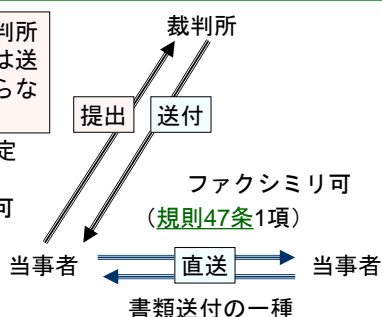 裁判所
判所
は送
らな
提出
送付
定
ファクシミリ可
可
（規則47条1項）
当事者
直送
当事者
書類送付の一種